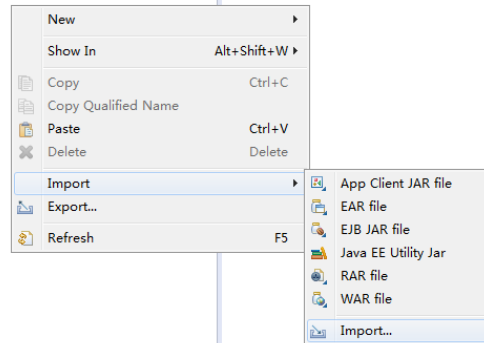 New
Show In Alt+Shift+W
Copy Ctrl+C
Copy Qualified Name
Paste Ctrl+V
Delete Delete
Import
Export...
Refresh F5
App Client JAR file
EAR file
EJB JAR file
Java EE Utility Jar
RAR file
WAR file
Import...